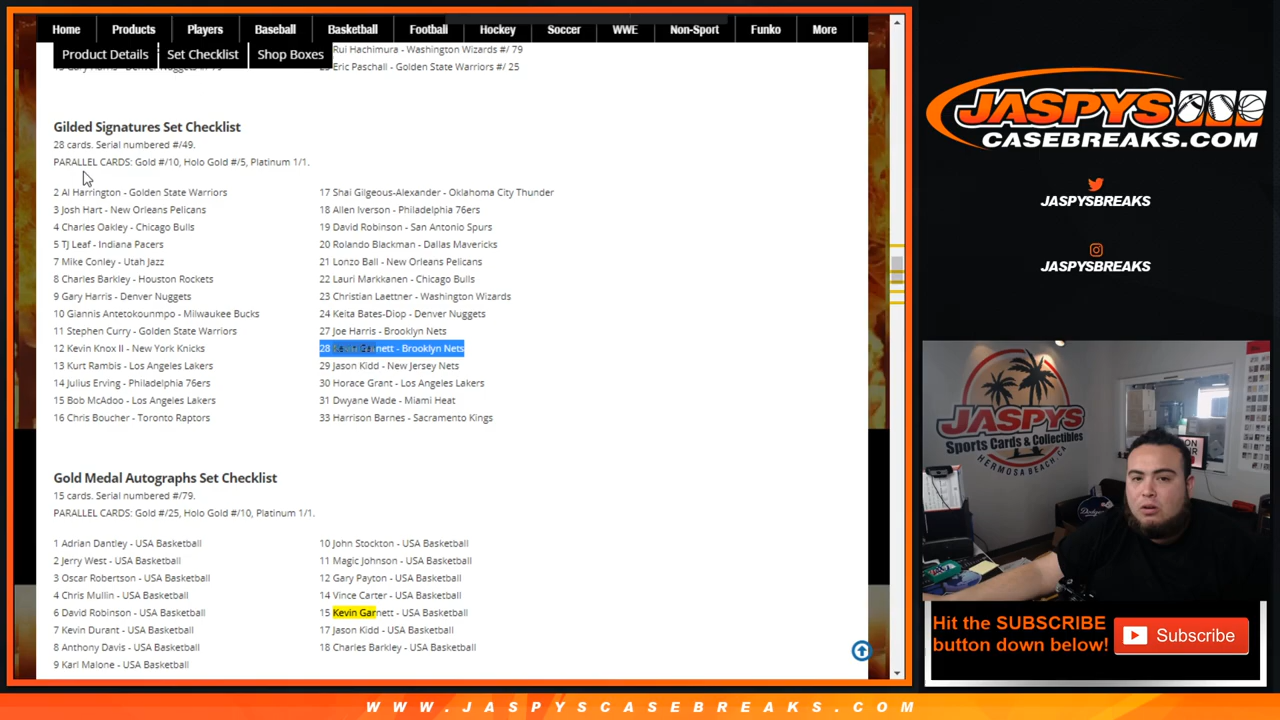 Home Products Players Baseball Basketball Football Hockey Soccer WWE Non-Sport Funko More
Product Details Set Checklist Shop Boxes
Rui Hachimura - Washington Wizards #/ 79
Eric Paschall - Golden State Warriors #/ 25
Gilded Signatures Set Checklist
28 cards. Serial numbered #/49.
PARALLEL CARDS: Gold #/10, Holo Gold #/5, Platinum 1/1.
2 Al Harrington - Golden State Warriors
3 Josh Hart - New Orleans Pelicans
4 Charles Oakley - Chicago Bulls
5 TJ Leaf - Indiana Pacers
7 Mike Conley - Utah Jazz
8 Charles Barkley - Houston Rockets
9 Gary Harris - Denver Nuggets
10 Giannis Antetokounmpo - Milwaukee Bucks
11 Stephen Curry - Golden State Warriors
12 Kevin Knox II - New York Knicks
13 Kurt Rambis - Los Angeles Lakers
14 Julius Erving - Philadelphia 76ers
15 Bob McAdoo - Los Angeles Lakers
16 Chris Boucher - Toronto Raptors
17 Shai Gilgeous-Alexander - Oklahoma City Thunder
18 Allen Iverson - Philadelphia 76ers
19 David Robinson - San Antonio Spurs
20 Rolando Blackman - Dallas Mavericks
21 Lonzo Ball - New Orleans Pelicans
22 Lauri Markkanen - Chicago Bulls
23 Christian Laettner - Washington Wizards
24 Keita Bates-Diop - Denver Nuggets
27 Joe Harris - Brooklyn Nets
28 Kevin Garnett - Brooklyn Nets
29 Jason Kidd - New Jersey Nets
30 Horace Grant - Los Angeles Lakers
31 Dwyane Wade - Miami Heat
33 Harrison Barnes - Sacramento Kings
Gold Medal Autographs Set Checklist
15 cards. Serial numbered #/79.
PARALLEL CARDS: Gold #/25, Holo Gold #/10, Platinum 1/1.
1 Adrian Dantley - USA Basketball
2 Jerry West - USA Basketball
3 Oscar Robertson - USA Basketball
4 Chris Mullin - USA Basketball
6 David Robinson - USA Basketball
7 Kevin Durant - USA Basketball
8 Anthony Davis - USA Basketball
9 Karl Malone - USA Basketball
10 John Stockton - USA Basketball
11 Magic Johnson - USA Basketball
12 Gary Payton - USA Basketball
14 Vince Carter - USA Basketball
15 Kevin Garnett - USA Basketball
17 Jason Kidd - USA Basketball
18 Charles Barkley - USA Basketball
JASPYS
CASEBREAKS.COM
JASPYSBREAKS
JASPYSBREAKS
JASPYS
Sports Cards & Collectibles
HERMOSA BEACH, CA
Dodgers
Hit the SUBSCRIBE
button down below!
Subscribe
WWW.JASPYSCASEBREAKS.COM